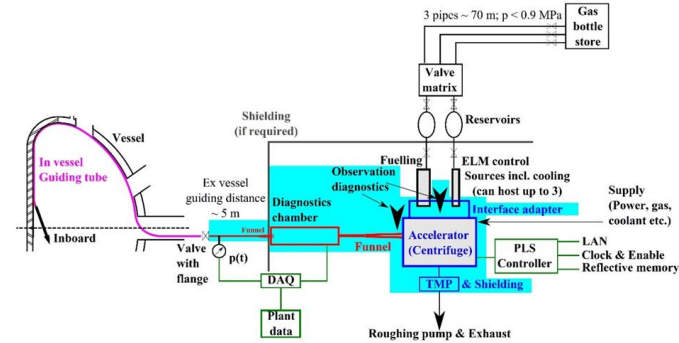 3 pipes ~ 70 m; p < 0.9 MPa
Gas
bottle
store
Valve
matrix
Shielding
(if required)
Reservoirs
Vessel
In vessel
Guiding tube
Fuelling
ELM control
Sources incl. cooling
(can host up to 3)
Observation
diagnostics
Ex vessel
guiding distance
~ 5 m
Diagnostics
chamber
Interface adapter
Supply
(Power, gas,
coolant etc.)
Inboard
Funnel
Funnel
Accelerator
(Centrifuge)
Valve
with
flange
p(t)
PLS
Controller
LAN
Clock & Enable
Reflective memory
DAQ
TMP & Shielding
Plant
data
Roughing pump & Exhaust